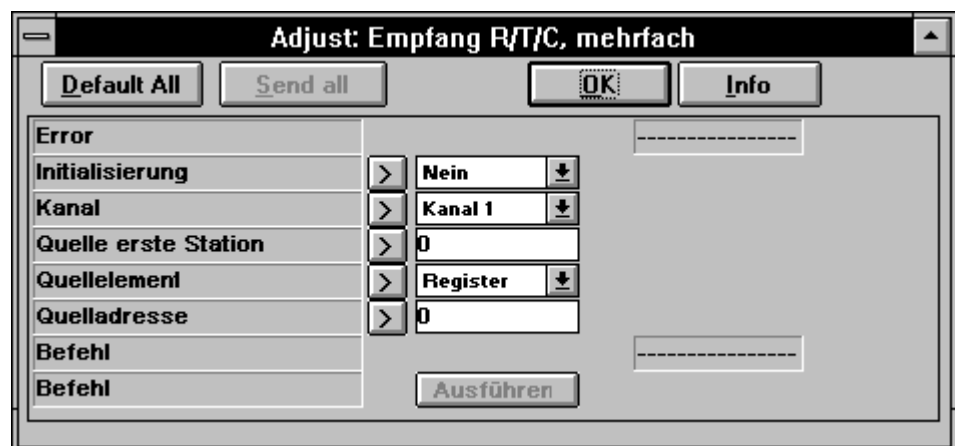 Adjust: Empfang R/T/C, mehrfach
Default All Send all OK Info
Error ---------------
Initialisierung > Nein
Kanal > Kanal 1
Quelle erste Station > 0
Quellelement > Register
Quelladresse > 0
Befehl ---------------
Befehl Ausführen